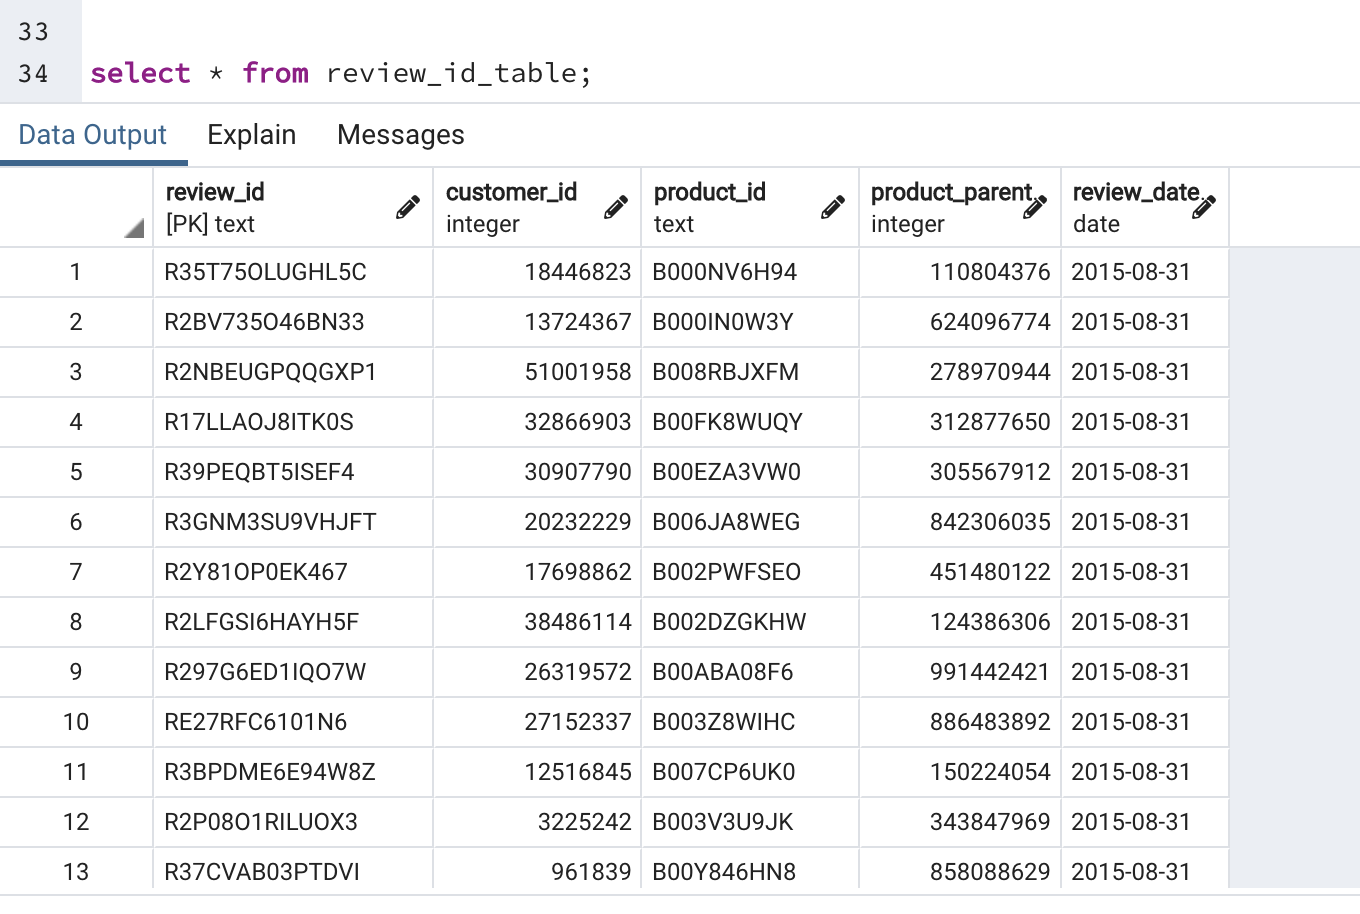 33
34 select * from review_id_table;
Data Output Explain Messages
review_id customer_id product_id product_parent review_date
[PK] text integer text integer date
1 R35T75OLUGHL5C 18446823 B000NV6H94 110804376 2015-08-31
2 R2BV735O46BN33 13724367 B000IN0W3Y 624096774 2015-08-31
3 R2NBEUGPQQGXP1 51001958 B008RBJXFM 278970944 2015-08-31
4 R17LLAOJ8ITK0S 32866903 B00FK8WUQY 312877650 2015-08-31
5 R39PEQBT5ISEF4 30907790 B00EZA3VW0 305567912 2015-08-31
6 R3GNM3SU9VHJFT 20232229 B006JA8WEG 842306035 2015-08-31
7 R2Y81OP0EK467 17698862 B002PWFSEO 451480122 2015-08-31
8 R2LFGSI6HAYH5F 38486114 B002DZGKHW 124386306 2015-08-31
9 R297G6ED1IQO7W 26319572 B00ABA08F6 991442421 2015-08-31
10 RE27RFC6101N6 27152337 B003Z8WIHC 886483892 2015-08-31
11 R3BPDME6E94W8Z 12516845 B007CP6UK0 150224054 2015-08-31
12 R2P08O1RILUOX3 3225242 B003V3U9JK 343847969 2015-08-31
13 R37CVAB03PTDVI 961839 B00Y846HN8 858088629 2015-08-31